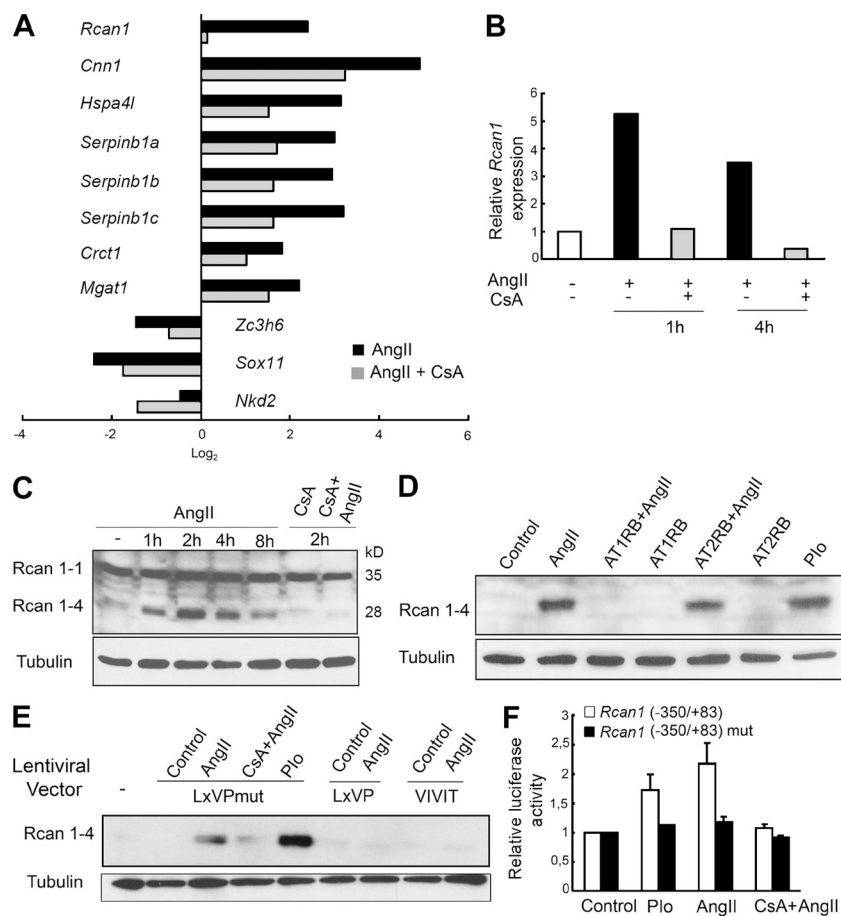 A
Rcan1
Cnn1
Hspa4l
Serpinb1a
Serpinb1b
Serpinb1c
Crct1
Mgat1
Zc3h6
Sox11
Nkd2
AngII
AngII + CsA
-4 -2 0 2 4 6
Log2
B
Relative Rcan1 expression
6
5
4
3
2
1
0
AngII - + + + +
CsA - - + - +
1h 4h
C
AngII CsA CsA+AngII
- 1h 2h 4h 8h 2h
kD
Rcan 1-1 35
Rcan 1-4 28
Tubulin
D
Control AngII AT1RB+AngII AT1RB AT2RB+AngII AT2RB PIo
Rcan 1-4
Tubulin
E
Lentiviral Vector
- Control AngII CsA+AngII PIo Control AngII Control AngII
LxVPmut LxVP VIVIT
Rcan 1-4
Tubulin
F
Rcan1 (-350/+83)
Rcan1 (-350/+83) mut
Relative luciferase activity
3
2,5
2
1,5
1
0,5
0
Control PIo AngII CsA+AngII